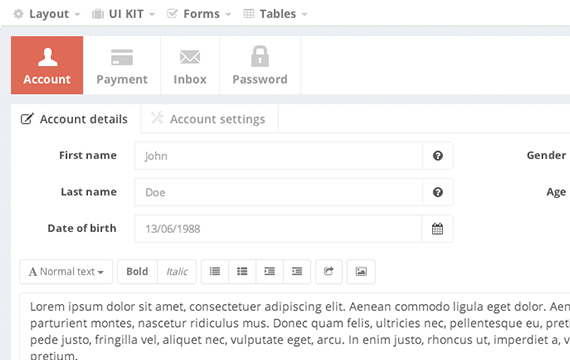 Layout UI KIT Forms Tables
Account Payment Inbox Password
Account details Account settings
First name John Gender
Last name Doe Age
Date of birth 13/06/1988
A Normal text Bold Italic
Lorem ipsum dolor sit amet, consectetuer adipiscing elit. Aenean commodo ligula eget dolor. Aen
parturient montes, nascetur ridiculus mus. Donec quam felis, ultricies nec, pellentesque eu, preti
pede justo, fringilla vel, aliquet nec, vulputate eget, arcu. In enim justo, rhoncus ut, imperdiet a, v
pretium.